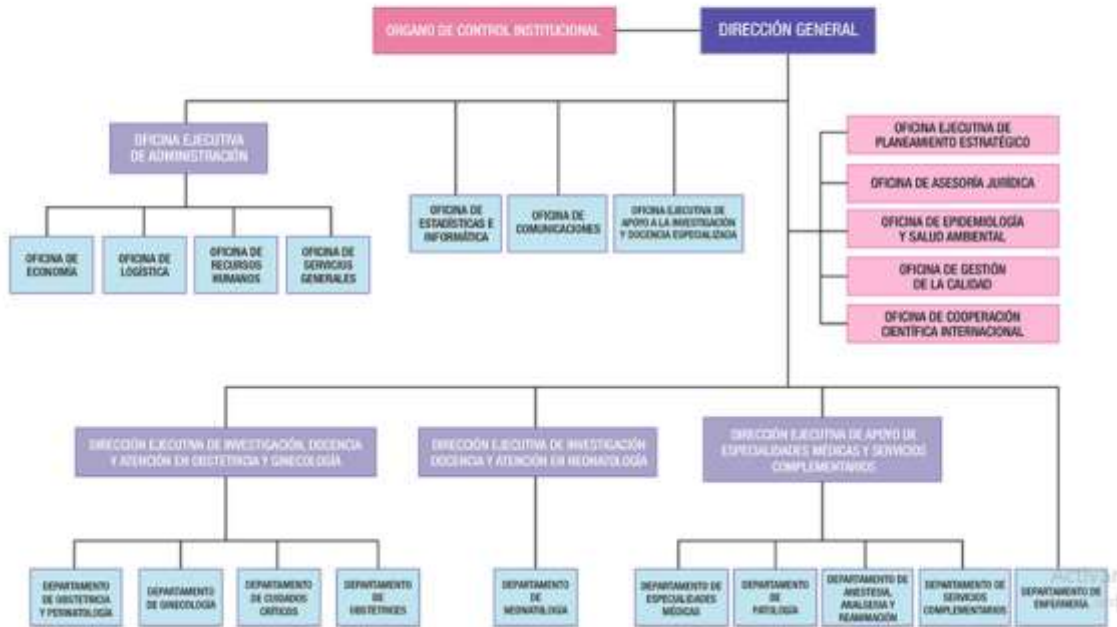 ORGANO DE CONTROL INSTITUCIONAL
DIRECCIÓN GENERAL
OFICINA EJECUTIVA
DE ADMINISTRACIÓN
OFICINA DE
ECONOMÍA
OFICINA DE
LOGÍSTICA
OFICINA DE
RECURSOS
HUMANOS
OFICINA DE
SERVICIOS
GENERALES
OFICINA DE
ESTADÍSTICAS E
INFORMÁTICA
OFICINA DE
COMUNICACIONES
OFICINA EJECUTIVA DE
APOYO A LA INVESTIGACIÓN
Y DOCENCIA ESPECIALIZADA
OFICINA EJECUTIVA DE
PLANEAMIENTO ESTRATÉGICO
OFICINA DE ASESORÍA JURÍDICA
OFICINA DE EPIDEMIOLOGÍA
Y SALUD AMBIENTAL
OFICINA DE GESTIÓN
DE LA CALIDAD
OFICINA DE COOPERACIÓN
CIENTÍFICA INTERNACIONAL
DIRECCIÓN EJECUTIVA DE INVESTIGACIÓN, DOCENCIA
Y ATENCIÓN EN OBSTETRICIA Y GINECOLOGÍA
DIRECCIÓN EJECUTIVA DE INVESTIGACIÓN
DOCENCIA Y ATENCIÓN EN NEONATOLOGÍA
DIRECCIÓN EJECUTIVA DE APOYO DE
ESPECIALIDADES MÉDICAS Y SERVICIOS
COMPLEMENTARIOS
DEPARTAMENTO
DE OBSTETRICIA
Y PERINATOLOGÍA
DEPARTAMENTO
DE GINECOLOGÍA
DEPARTAMENTO
DE CUIDADOS
CRÍTICOS
DEPARTAMENTO
DE
OBSTETRICES
DEPARTAMENTO
DE
NEONATOLOGÍA
DEPARTAMENTO DE
ESPECIALIDADES
MÉDICAS
DEPARTAMENTO
DE
PATOLOGÍA
DEPARTAMENTO DE
ANESTESIA,
ANALGESIA Y
REANIMACIÓN
DEPARTAMENTO
DE SERVICIOS
COMPLEMENTARIOS
DEPARTAMENTO DE
ENFERMERÍA